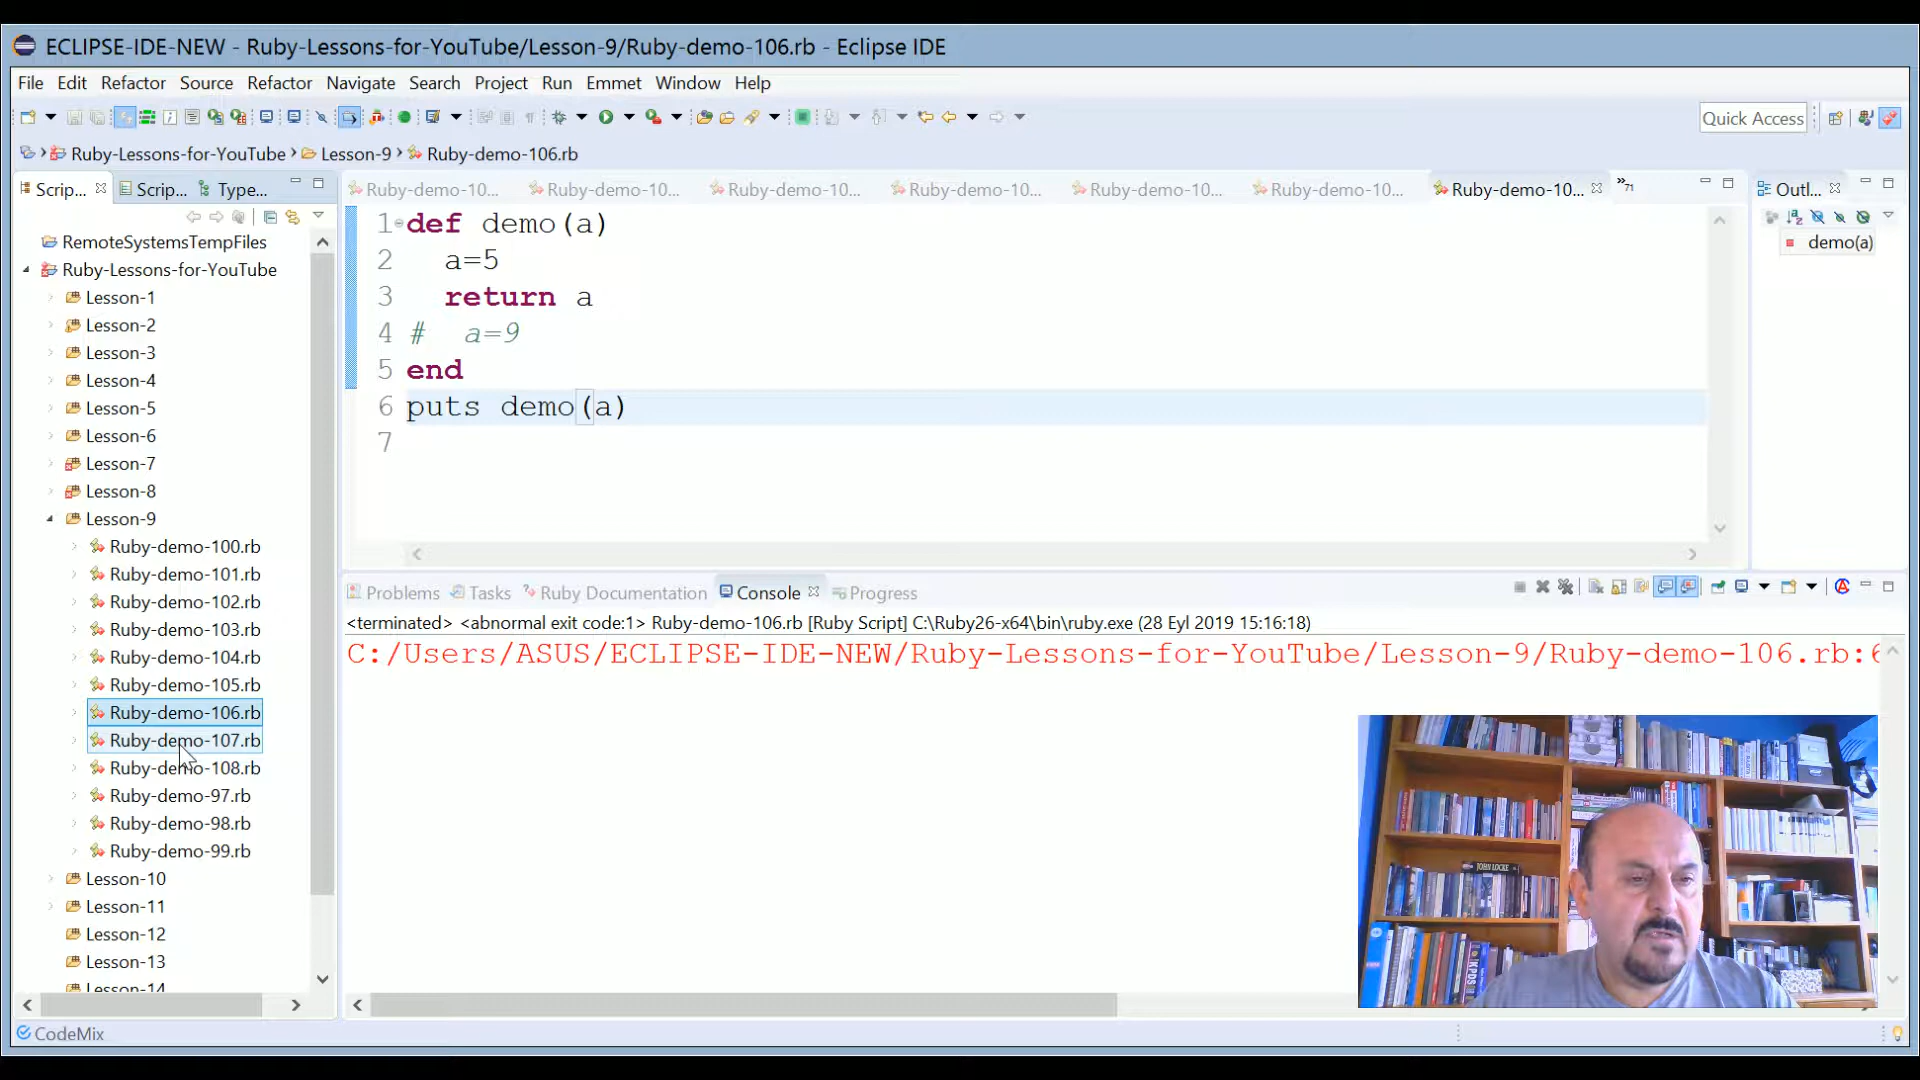 ECLIPSE-IDE-NEW - Ruby-Lessons-for-YouTube/Lesson-9/Ruby-demo-106.rb - Eclipse IDE
File Edit Refactor Source Refactor Navigate Search Project Run Emmet Window Help
Quick Access
Ruby-Lessons-for-YouTube Lesson-9 Ruby-demo-106.rb
Scrip... Scrip... Type...
Ruby-demo-10... Ruby-demo-10... Ruby-demo-10... Ruby-demo-10... Ruby-demo-10... Ruby-demo-10... Ruby-demo-10... »71
Outl...
demo(a)
RemoteSystemsTempFiles
Ruby-Lessons-for-YouTube
Lesson-1
Lesson-2
Lesson-3
Lesson-4
Lesson-5
Lesson-6
Lesson-7
Lesson-8
Lesson-9
Ruby-demo-100.rb
Ruby-demo-101.rb
Ruby-demo-102.rb
Ruby-demo-103.rb
Ruby-demo-104.rb
Ruby-demo-105.rb
Ruby-demo-106.rb
Ruby-demo-107.rb
Ruby-demo-108.rb
Ruby-demo-97.rb
Ruby-demo-98.rb
Ruby-demo-99.rb
Lesson-10
Lesson-11
Lesson-12
Lesson-13
Lesson-14
1 def demo(a)
2 a=5
3 return a
4 # a=9
5 end
6 puts demo(a)
7
Problems Tasks Ruby Documentation Console Progress
<terminated> <abnormal exit code:1> Ruby-demo-106.rb [Ruby Script] C:\Ruby26-x64\bin\ruby.exe (28 Eyl 2019 15:16:18)
C:/Users/ASUS/ECLIPSE-IDE-NEW/Ruby-Lessons-for-YouTube/Lesson-9/Ruby-demo-106.rb:6
JOHN LOCKE
KPDS
CodeMix